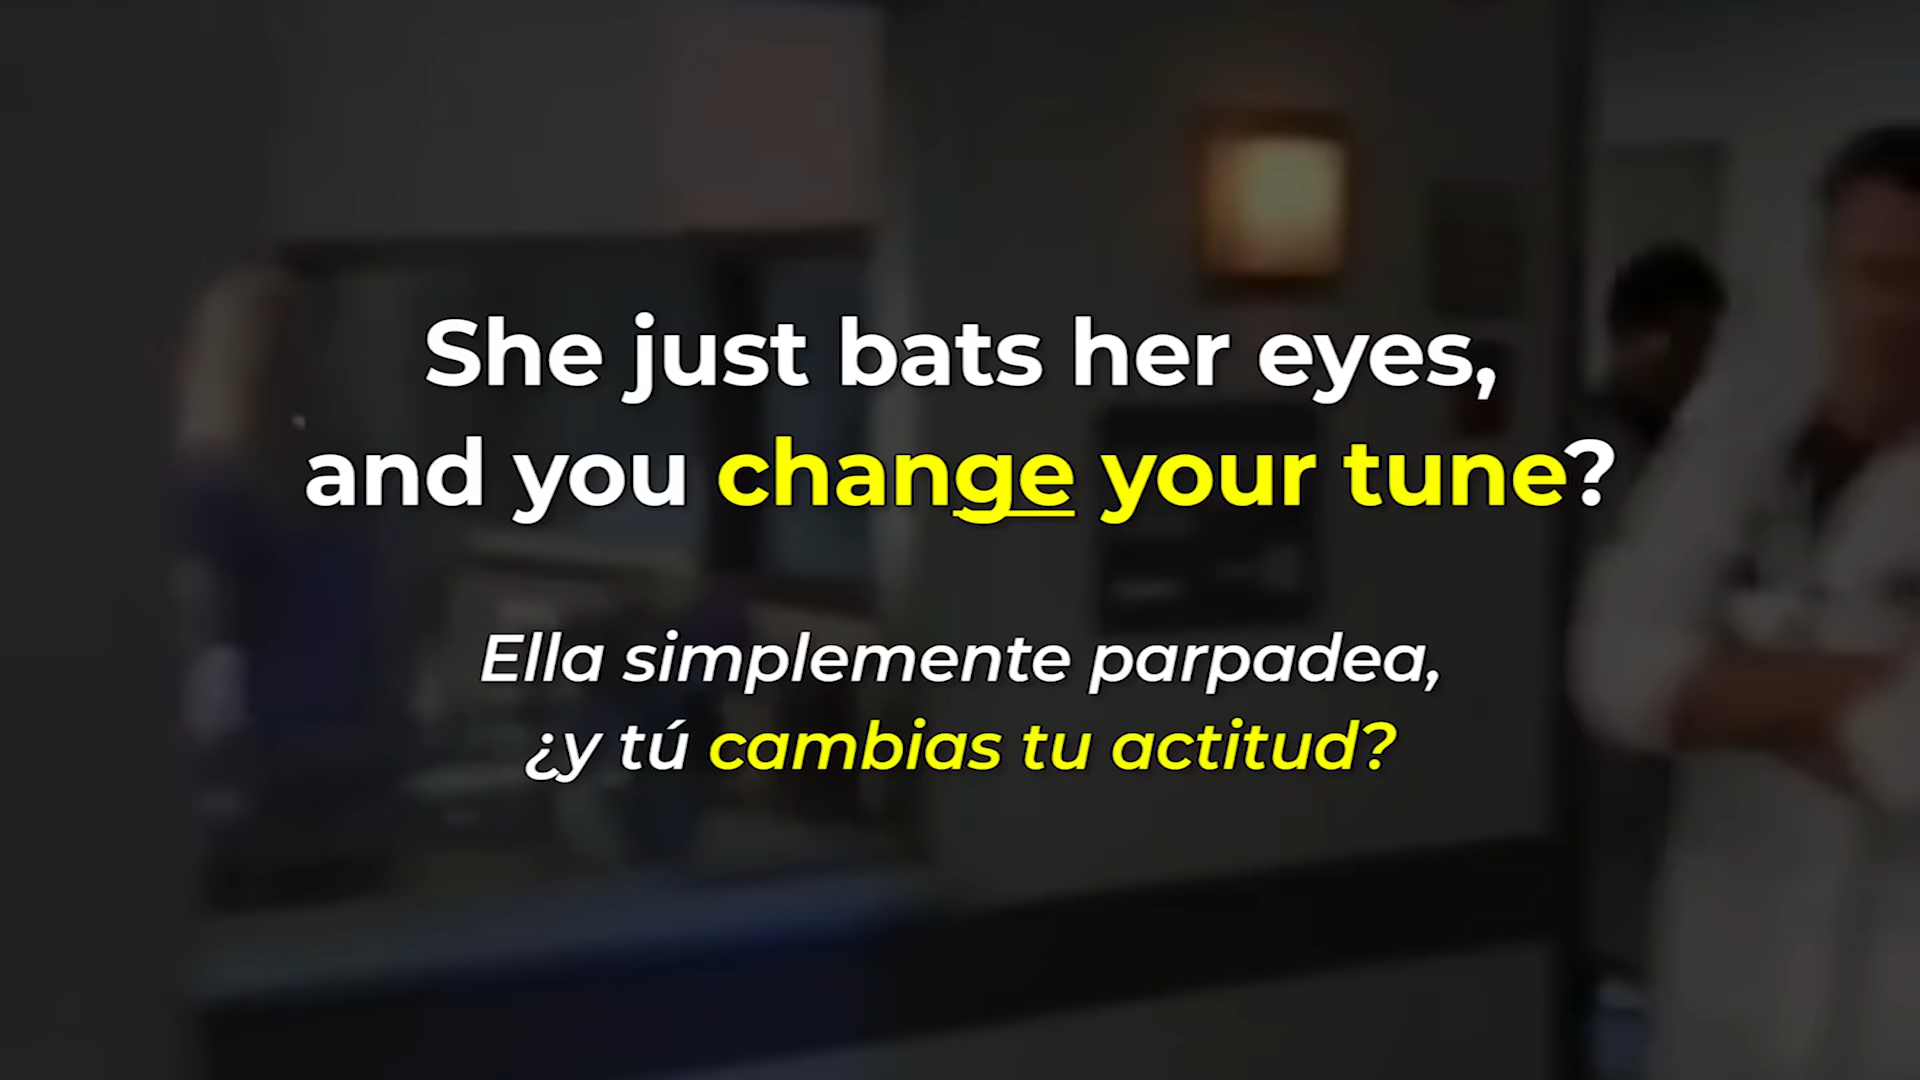 She just bats her eyes,
and you change your tune?
Ella simplemente parpadea,
¿y tú cambias tu actitud?